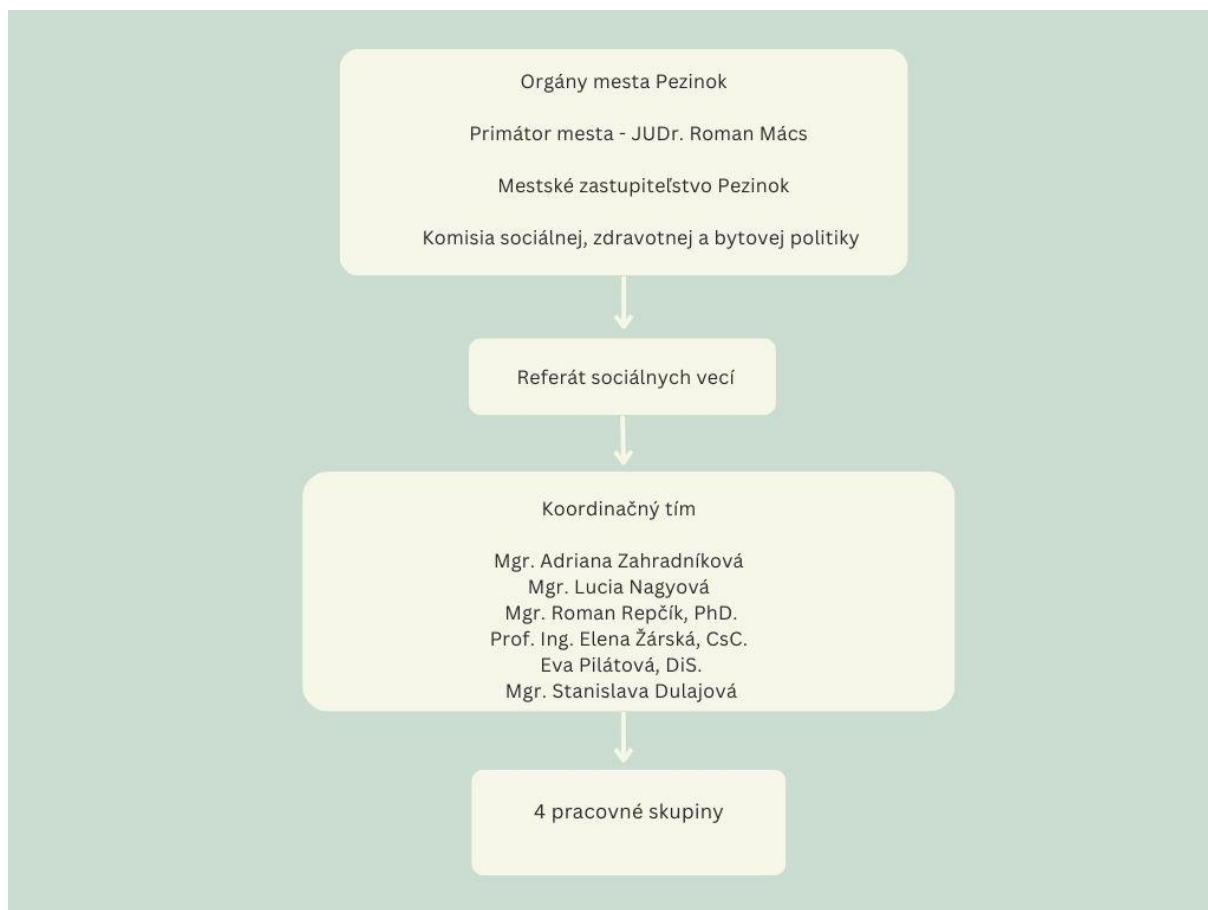 Orgány mesta Pezinok
Primátor mesta - JUDr. Roman Mács
Mestské zastupiteľstvo Pezinok
Komisia sociálnej, zdravotnej a bytovej politiky
Referát sociálnych vecí
Koordinačný tím
Mgr. Adriana Zahradníková
Mgr. Lucia Nagyová
Mgr. Roman Repčík, PhD.
Prof. Ing. Elena Žárská, CsC.
Eva Pilátová, DiS.
Mgr. Stanislava Dulajová
4 pracovné skupiny